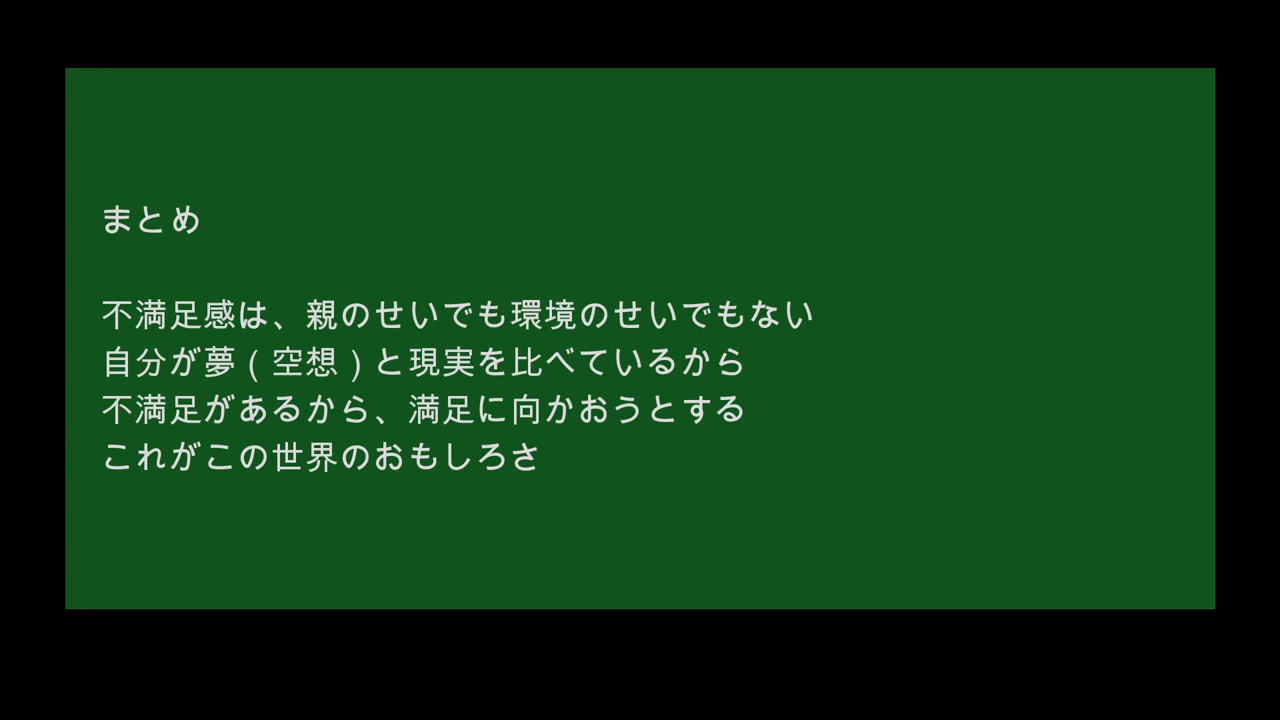 まとめ
不満足感は、親のせいでも環境のせいでもない
自分が夢(空想)と現実を比べているから
不満足があるから、満足に向かおうとする
これがこの世界のおもしろさ